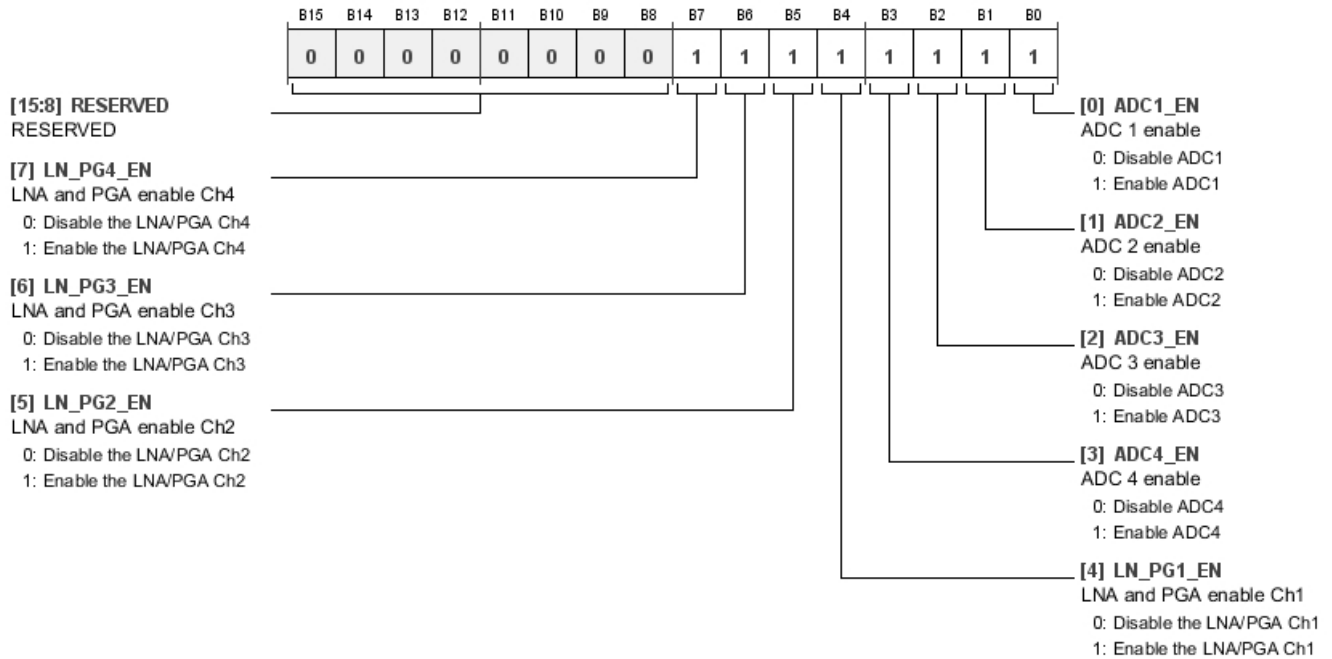 B15 B14 B13 B12 B11 B10 B9 B8 B7 B6 B5 B4 B3 B2 B1 B0
0 0 0 0 0 0 0 0 1 1 1 1 1 1 1 1
[15:8] RESERVED
RESERVED
[7] LN_PG4_EN
LNA and PGA enable Ch4
0: Disable the LNA/PGA Ch4
1: Enable the LNA/PGA Ch4
[6] LN_PG3_EN
LNA and PGA enable Ch3
0: Disable the LNA/PGA Ch3
1: Enable the LNA/PGA Ch3
[5] LN_PG2_EN
LNA and PGA enable Ch2
0: Disable the LNA/PGA Ch2
1: Enable the LNA/PGA Ch2
[0] ADC1_EN
ADC 1 enable
0: Disable ADC1
1: Enable ADC1
[1] ADC2_EN
ADC 2 enable
0: Disable ADC2
1: Enable ADC2
[2] ADC3_EN
ADC 3 enable
0: Disable ADC3
1: Enable ADC3
[3] ADC4_EN
ADC 4 enable
0: Disable ADC4
1: Enable ADC4
[4] LN_PG1_EN
LNA and PGA enable Ch1
0: Disable the LNA/PGA Ch1
1: Enable the LNA/PGA Ch1